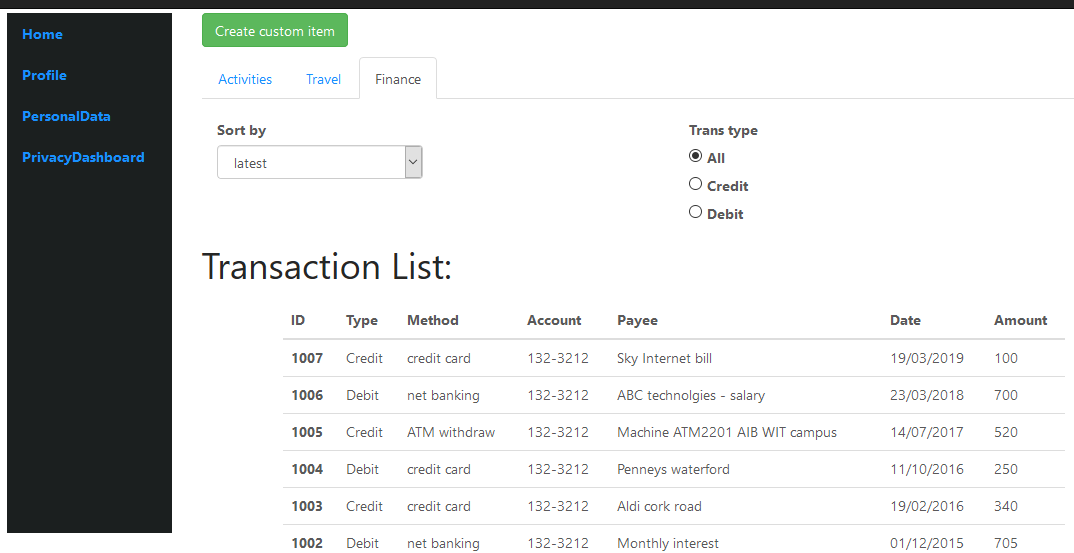 Home
Profile
PersonalData
PrivacyDashboard
Create custom item
Activities Travel Finance
Sort by
latest
Trans type
All
Credit
Debit
Transaction List:
ID Type Method Account Payee Date Amount
1007 Credit credit card 132-3212 Sky Internet bill 19/03/2019 100
1006 Debit net banking 132-3212 ABC technolgies - salary 23/03/2018 700
1005 Credit ATM withdraw 132-3212 Machine ATM2201 AIB WIT campus 14/07/2017 520
1004 Debit credit card 132-3212 Penneys waterford 11/10/2016 250
1003 Credit credit card 132-3212 Aldi cork road 19/02/2016 340
1002 Debit net banking 132-3212 Monthly interest 01/12/2015 705